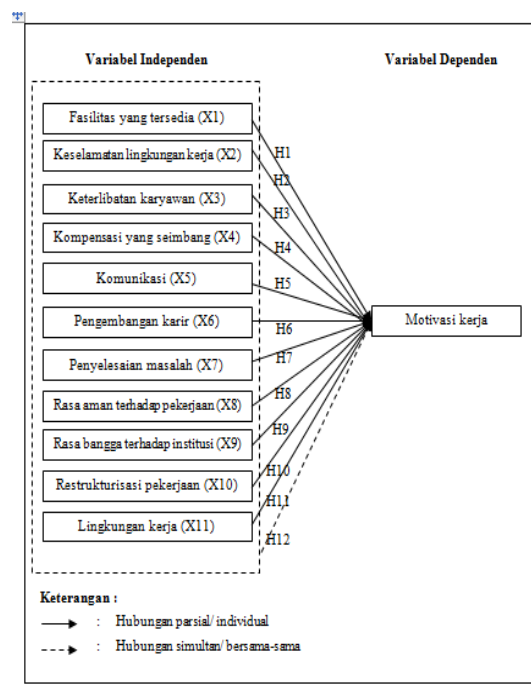 Variabel Independen
Variabel Dependen
Fasilitas yang tersedia (X1)
Keselamatan lingkungan kerja (X2)
Keterlibatan karyawan (X3)
Kompensasi yang seimbang (X4)
Komunikasi (X5)
Pengembangan karir (X6)
Penyelesaian masalah (X7)
Rasa aman terhadap pekerjaan (X8)
Rasa bangga terhadap institusi (X9)
Restrukturisasi pekerjaan (X10)
Lingkungan kerja (X11)
H1
H2
H3
H4
H5
H6
H7
H8
H9
H10
H11
H12
Motivasi kerja
Keterangan :
: Hubungan parsial/ individual
: Hubungan simultan/ bersama-sama